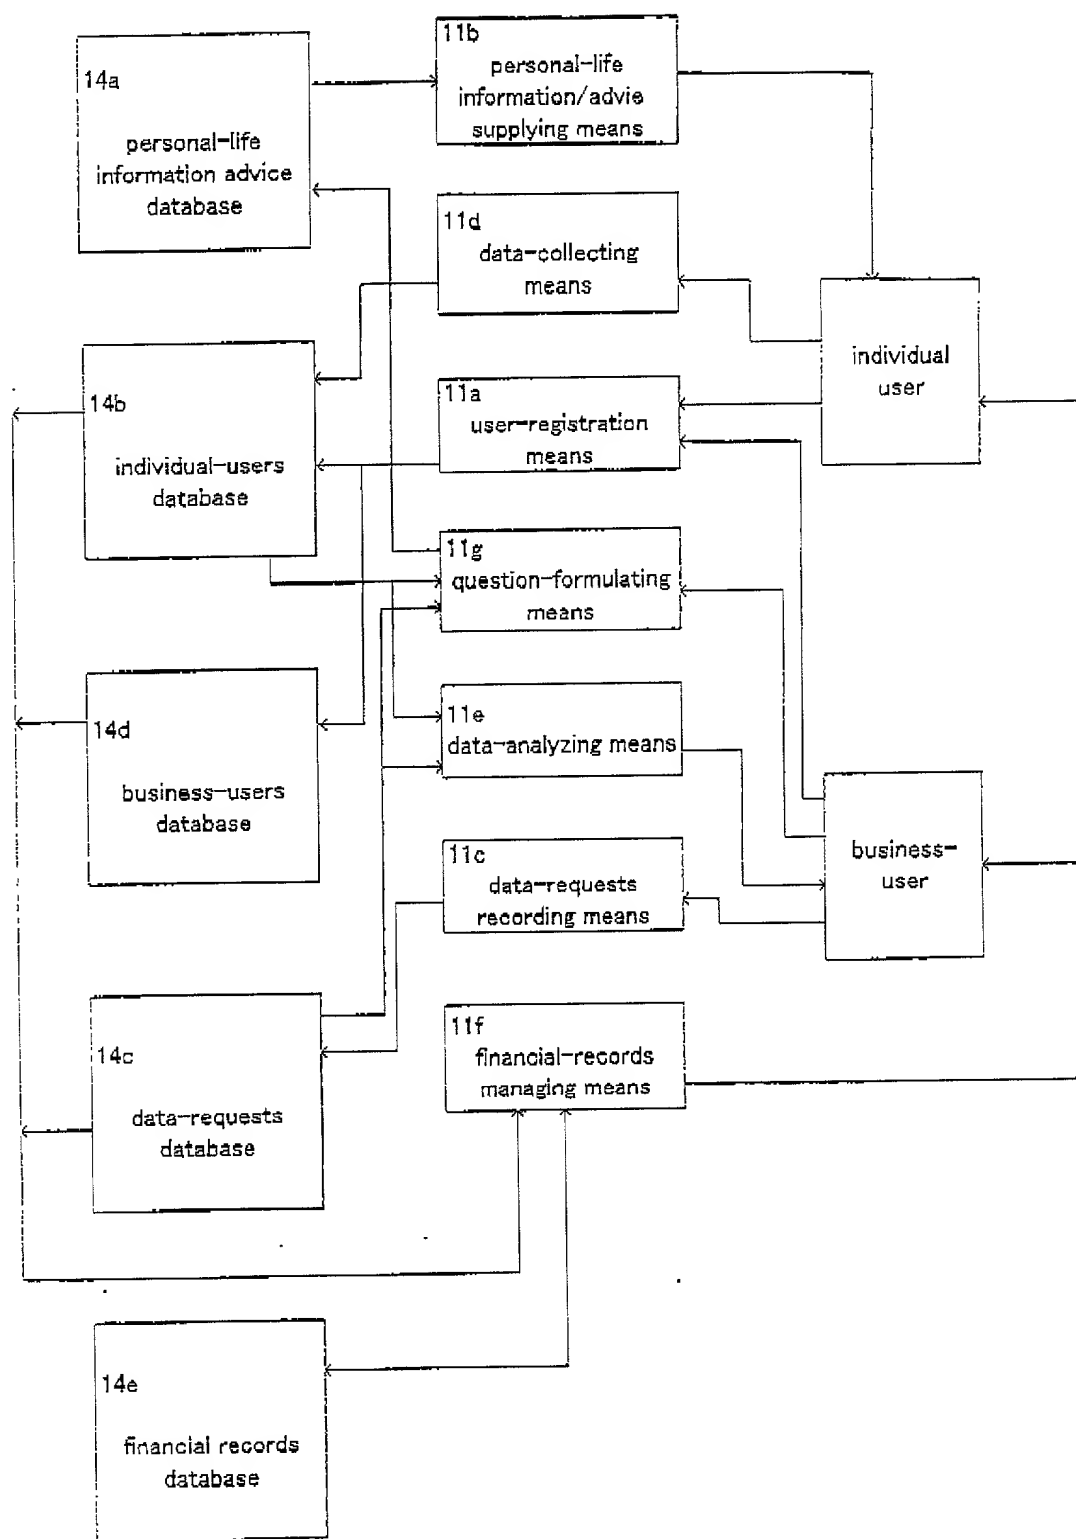 14a
personal-life
information advice
database
11b
personal-life
information/advie
supplying means
11d
data-collecting
means
individual
user
14b
individual-users
database
11a
user-registration
means
11g
question-formulating
means
14d
business-users
database
11e
data-analyzing means
business-
user
11c
data-requests
recording means
14c
data-requests
database
11f
financial-records
managing means
14e
financial records
database